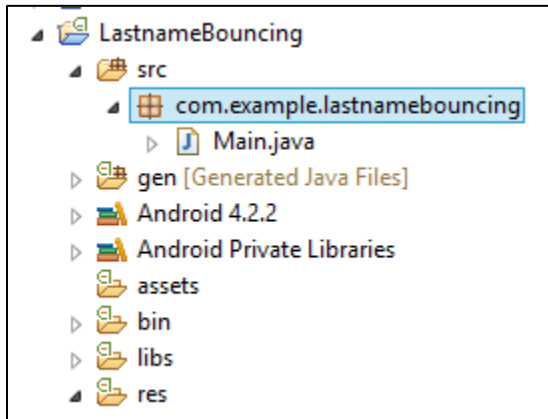 LastnameBouncing
src
com.example.lastnamebouncing
J Main.java
gen [Generated Java Files]
Android 4.2.2
Android Private Libraries
assets
bin
libs
res